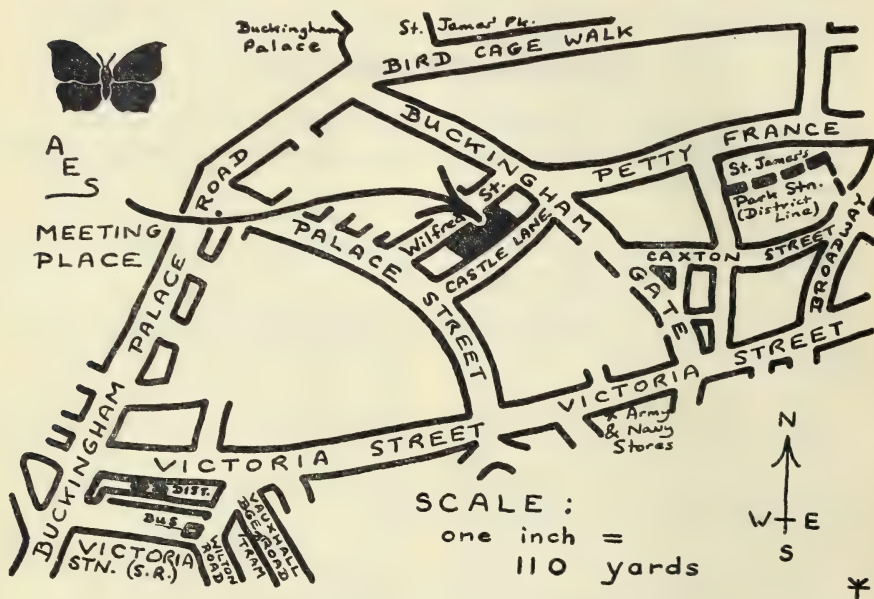 Buckingham
Palace
St. James' Pk.
BIRD CAGE WALK
BUCKINGHAM
GATE
PETTY FRANCE
St. James's
Park Stn.
(District
Line)
A
E
S
MEETING
PLACE
Wilfred St.
CASTLE LANE
PALACE
STREET
CAXTON STREET
BROADWAY
BUCKINGHAM PALACE ROAD
VICTORIA STREET
VICTORIA STREET
x Army
& Navy
Stores
DIST.
BUS
VICTORIA
STN. (S.R.)
WILTON
ROAD
VAUXHALL
BGE. ROAD
TRAM
SCALE :
one inch =
110 yards
N
W E
S